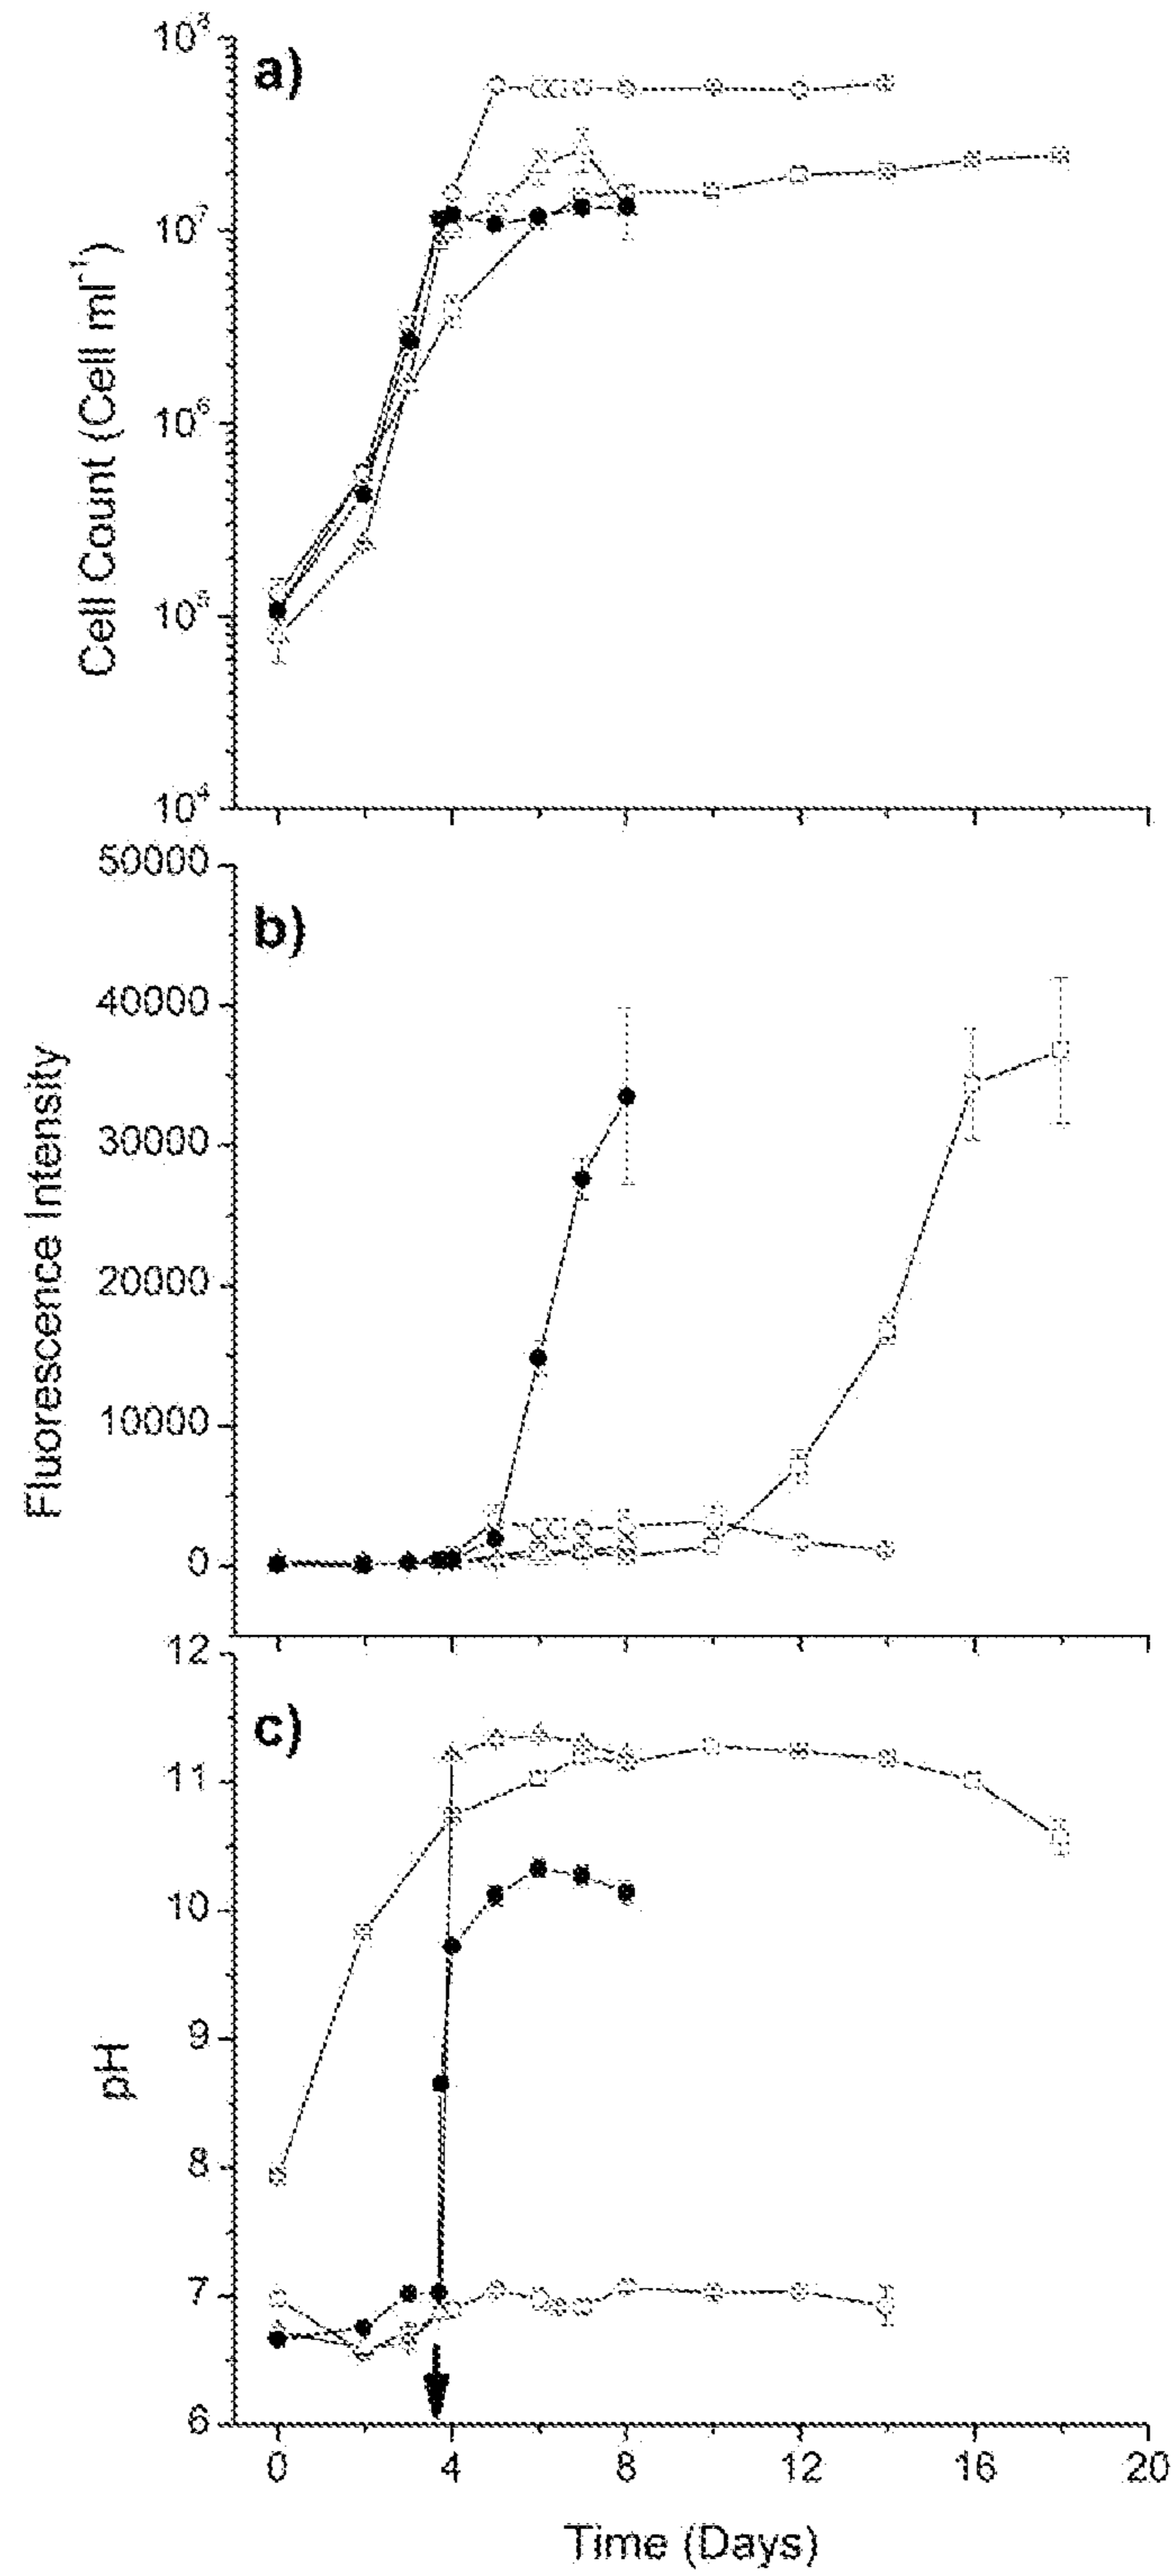 a)
10⁸
10⁷
10⁶
10⁵
10⁴
Cell Count (Cell ml⁻¹)
b)
50000
40000
30000
20000
10000
0
Fluorescence Intensity
c)
12
11
10
9
8
7
6
pH
0 4 8 12 16 20
Time (Days)